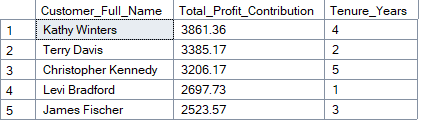 Customer_Full_Name Total_Profit_Contribution Tenure_Years
1 Kathy Winters 3861.36 4
2 Terry Davis 3385.17 2
3 Christopher Kennedy 3206.17 5
4 Levi Bradford 2697.73 1
5 James Fischer 2523.57 3